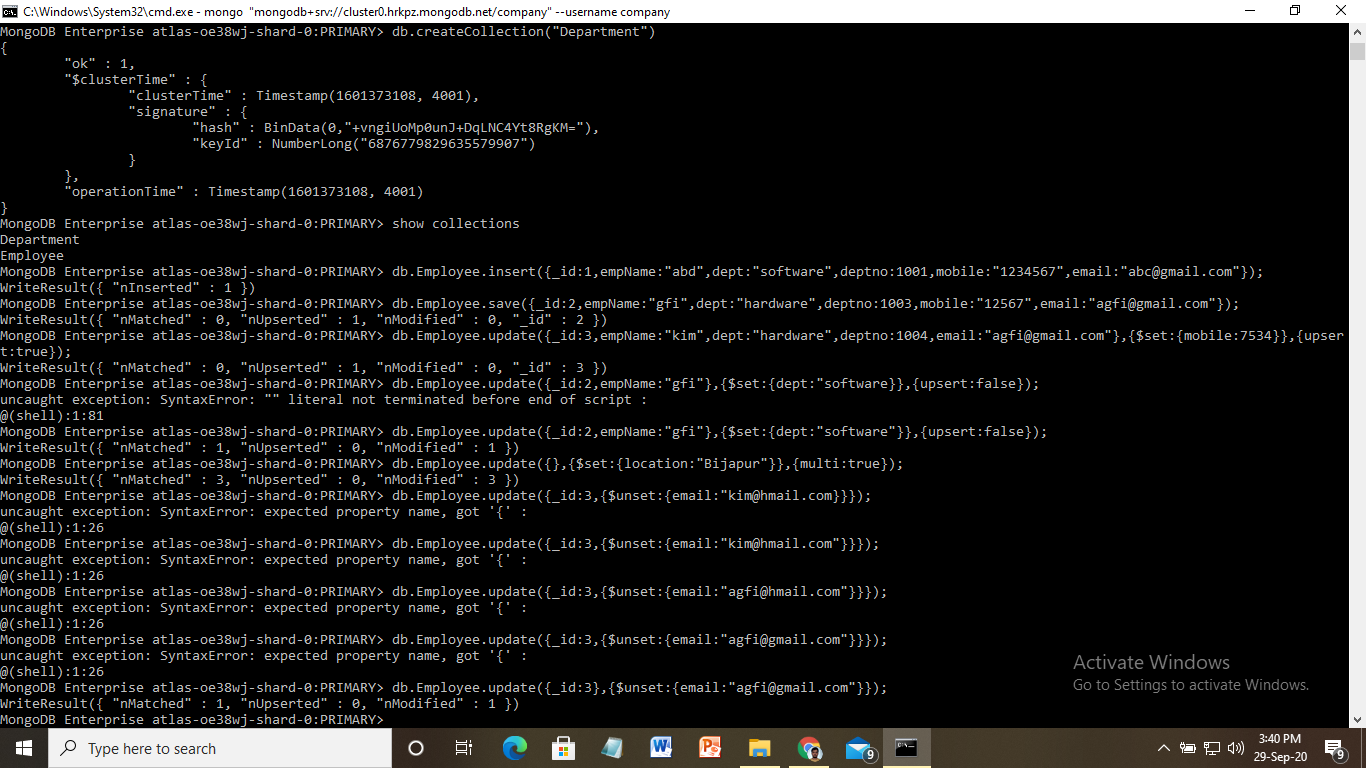 C:\Windows\System32\cmd.exe - mongo  "mongodb+srv://cluster0.hrkpz.mongodb.net/company" --username company
MongoDB Enterprise atlas-oe38wj-shard-0:PRIMARY> db.createCollection("Department")
{
        "ok" : 1,
        "$clusterTime" : {
                "clusterTime" : Timestamp(1601373108, 4001),
                "signature" : {
                        "hash" : BinData(0,"+vngiUoMp0unJ+DqLNC4Yt8RgKM="),
                        "keyId" : NumberLong("6876779829635579907")
                }
        },
        "operationTime" : Timestamp(1601373108, 4001)
}
MongoDB Enterprise atlas-oe38wj-shard-0:PRIMARY> show collections
Department
Employee
MongoDB Enterprise atlas-oe38wj-shard-0:PRIMARY> db.Employee.insert({_id:1,empName:"abd",dept:"software",deptno:1001,mobile:"1234567",email:"abc@gmail.com"});
WriteResult({ "nInserted" : 1 })
MongoDB Enterprise atlas-oe38wj-shard-0:PRIMARY> db.Employee.save({_id:2,empName:"gfi",dept:"hardware",deptno:1003,mobile:"12567",email:"agfi@gmail.com"});
WriteResult({ "nMatched" : 0, "nUpserted" : 1, "nModified" : 0, "_id" : 2 })
MongoDB Enterprise atlas-oe38wj-shard-0:PRIMARY> db.Employee.update({_id:3,empName:"kim",dept:"hardware",deptno:1004,email:"agfi@gmail.com"},{$set:{mobile:7534}},{upser
t:true});
WriteResult({ "nMatched" : 0, "nUpserted" : 1, "nModified" : 0, "_id" : 3 })
MongoDB Enterprise atlas-oe38wj-shard-0:PRIMARY> db.Employee.update({_id:2,empName:"gfi"},{$set:{dept:"software}},{upsert:false});
uncaught exception: SyntaxError: "" literal not terminated before end of script :
@(shell):1:81
MongoDB Enterprise atlas-oe38wj-shard-0:PRIMARY> db.Employee.update({_id:2,empName:"gfi"},{$set:{dept:"software"}},{upsert:false});
WriteResult({ "nMatched" : 1, "nUpserted" : 0, "nModified" : 1 })
MongoDB Enterprise atlas-oe38wj-shard-0:PRIMARY> db.Employee.update({},{$set:{location:"Bijapur"}},{multi:true});
WriteResult({ "nMatched" : 3, "nUpserted" : 0, "nModified" : 3 })
MongoDB Enterprise atlas-oe38wj-shard-0:PRIMARY> db.Employee.update({_id:3,{$unset:{email:"kim@hmail.com}}});
uncaught exception: SyntaxError: expected property name, got '{' :
@(shell):1:26
MongoDB Enterprise atlas-oe38wj-shard-0:PRIMARY> db.Employee.update({_id:3,{$unset:{email:"kim@hmail.com"}}});
uncaught exception: SyntaxError: expected property name, got '{' :
@(shell):1:26
MongoDB Enterprise atlas-oe38wj-shard-0:PRIMARY> db.Employee.update({_id:3,{$unset:{email:"agfi@hmail.com"}}});
uncaught exception: SyntaxError: expected property name, got '{' :
@(shell):1:26
MongoDB Enterprise atlas-oe38wj-shard-0:PRIMARY> db.Employee.update({_id:3,{$unset:{email:"agfi@gmail.com"}}});
uncaught exception: SyntaxError: expected property name, got '{' :
@(shell):1:26
MongoDB Enterprise atlas-oe38wj-shard-0:PRIMARY> db.Employee.update({_id:3},{$unset:{email:"agfi@gmail.com"}});
WriteResult({ "nMatched" : 1, "nUpserted" : 0, "nModified" : 1 })
MongoDB Enterprise atlas-oe38wj-shard-0:PRIMARY>
Activate Windows
Go to Settings to activate Windows.
Type here to search
9
3:40 PM
29-Sep-20
9